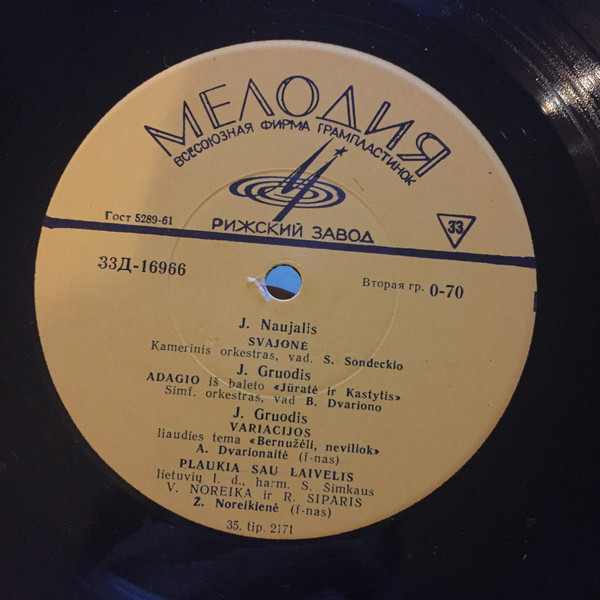 МЕЛОДИЯ
ВСЕСОЮЗНАЯ ФИРМА ГРАМПЛАСТИНОК
РИЖСКИЙ ЗАВОД
Гост 5289-61
33
33Д-16966
Вторая гр. 0-70
J. Naujalis
SVAJONĖ
Kamerinis orkestras, vad. S. Sondeckio
J. Gruodis
ADAGIO iš baleto «Jūratė ir Kastytis»
Simf. orkestras, vad B. Dvariono
J. Gruodis
VARIACIJOS
liaudies tema «Bernužėli, neviliok»
A. Dvarionaitė (f-nas)
PLAUKIA SAU LAIVELIS
lietuvių l. d., harm. S. Šimkaus
V. NOREIKA ir R. SIPARIS
Ž. Noreikienė (f-nas)
35. tip. 2171